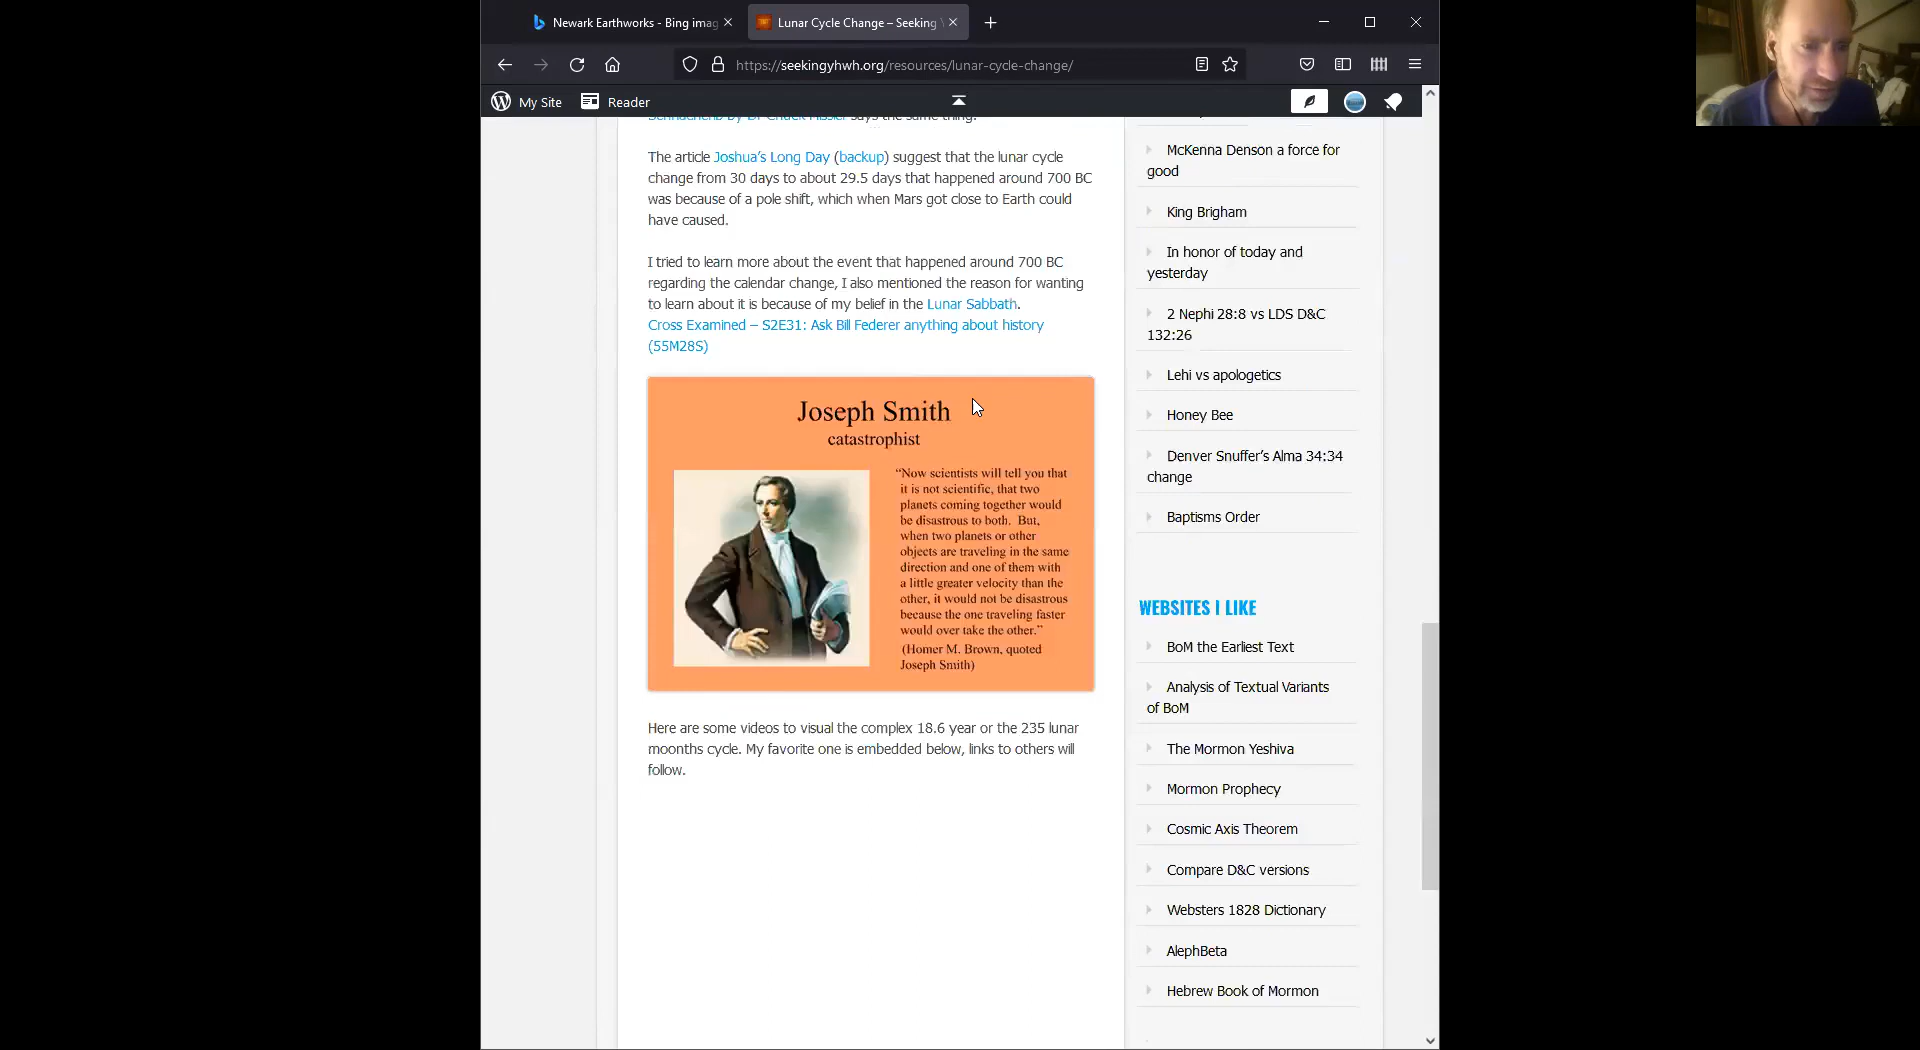 Newark Earthworks - Bing imag
Lunar Cycle Change – Seeking Y
https://seekingyhwh.org/resources/lunar-cycle-change/
My Site
Reader
Sennacherib by Dr Chuck Missler says the same thing.
The article Joshua's Long Day (backup) suggest that the lunar cycle
change from 30 days to about 29.5 days that happened around 700 BC
was because of a pole shift, which when Mars got close to Earth could
have caused.
I tried to learn more about the event that happened around 700 BC
regarding the calendar change, I also mentioned the reason for wanting
to learn about it is because of my belief in the Lunar Sabbath.
Cross Examined – S2E31: Ask Bill Federer anything about history
(55M28S)
Joseph Smith
catastrophist
“Now scientists will tell you that
it is not scientific, that two
planets coming together would
be disastrous to both. But,
when two planets or other
objects are traveling in the same
direction and one of them with
a little greater velocity than the
other, it would not be disastrous
because the one traveling faster
would over take the other.”
(Homer M. Brown, quoted
Joseph Smith)
Here are some videos to visual the complex 18.6 year or the 235 lunar
moonths cycle. My favorite one is embedded below, links to others will
follow.
McKenna Denson a force for
good
King Brigham
In honor of today and
yesterday
2 Nephi 28:8 vs LDS D&C
132:26
Lehi vs apologetics
Honey Bee
Denver Snuffer's Alma 34:34
change
Baptisms Order
WEBSITES I LIKE
BoM the Earliest Text
Analysis of Textual Variants
of BoM
The Mormon Yeshiva
Mormon Prophecy
Cosmic Axis Theorem
Compare D&C versions
Websters 1828 Dictionary
AlephBeta
Hebrew Book of Mormon